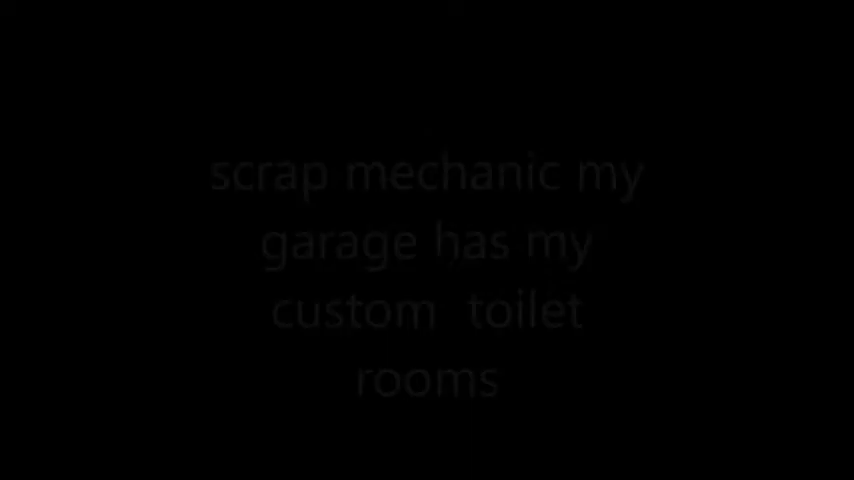 scrap mechanic my
garage has my
custom  toilet
rooms